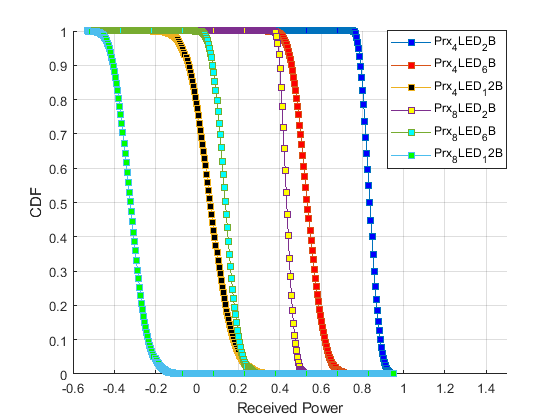 1
0.9
0.8
0.7
0.6
0.5
0.4
0.3
0.2
0.1
0
CDF
Prx4LED2B
Prx4LED6B
Prx4LED12B
Prx8LED2B
Prx8LED6B
Prx8LED12B
-0.6 -0.4 -0.2 0 0.2 0.4 0.6 0.8 1 1.2 1.4
Received Power